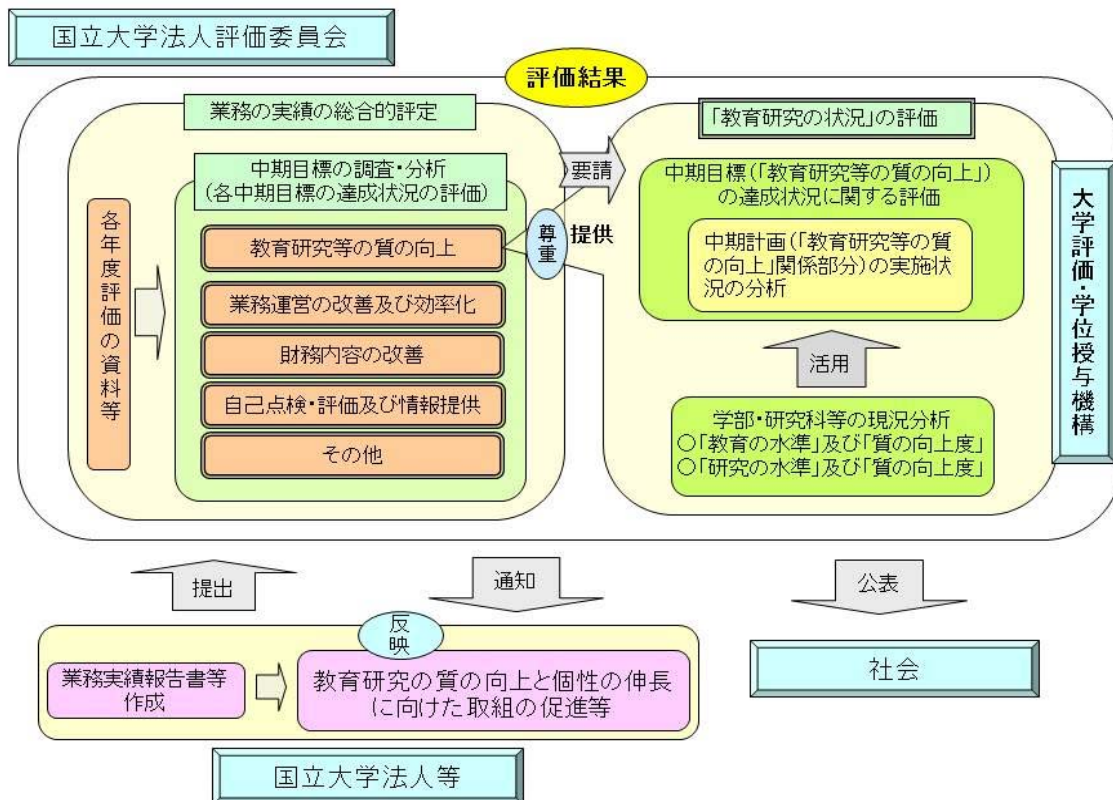 国立大学法人評価委員会
評価結果
業務の実績の総合的評定
中期目標の調査・分析
(各中期目標の達成状況の評価)
各年度評価の資料等
教育研究等の質の向上
業務運営の改善及び効率化
財務内容の改善
自己点検・評価及び情報提供
その他
要請
尊重
提供
「教育研究の状況」の評価
中期目標(「教育研究等の質の向上」)
の達成状況に関する評価
中期計画(「教育研究等の質
の向上」関係部分)の実施状
況の分析
活用
学部・研究科等の現況分析
○「教育の水準」及び「質の向上度」
○「研究の水準」及び「質の向上度」
大学評価・学位授与機構
提出
通知
公表
反映
業務実績報告書等
作成
教育研究の質の向上と個性の伸長
に向けた取組の促進等
社会
国立大学法人等